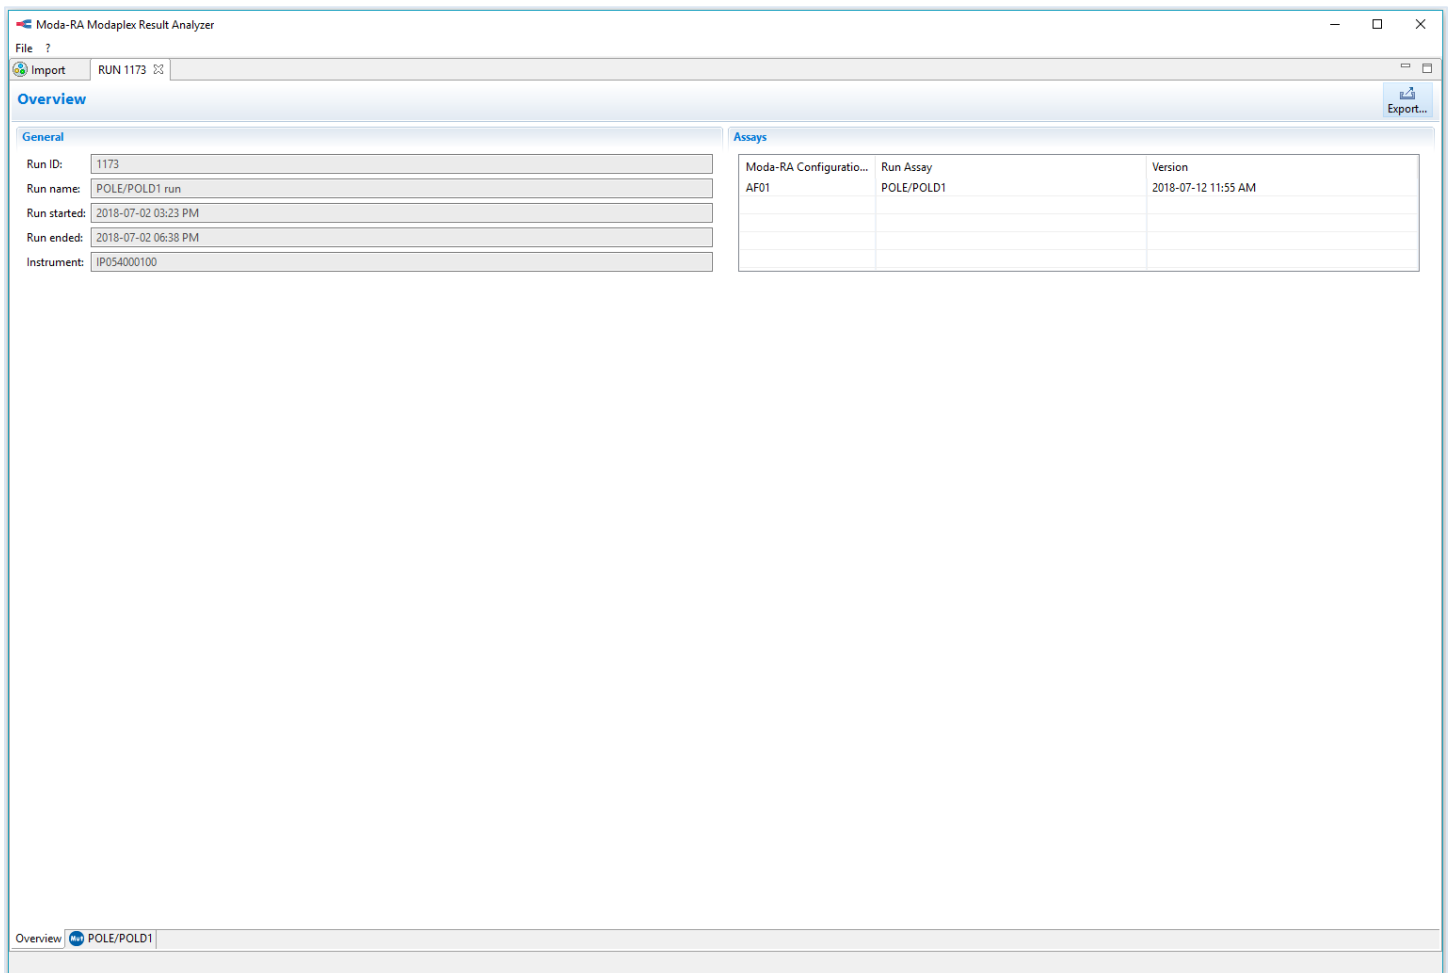 Moda-RA Modaplex Result Analyzer
File ?
Import RUN 1173
Overview
Export...
General
Run ID: 1173
Run name: POLE/POLD1 run
Run started: 2018-07-02 03:23 PM
Run ended: 2018-07-02 06:38 PM
Instrument: IP054000100
Assays
Moda-RA Configuratio... Run Assay Version
AF01 POLE/POLD1 2018-07-12 11:55 AM
Overview Mut POLE/POLD1